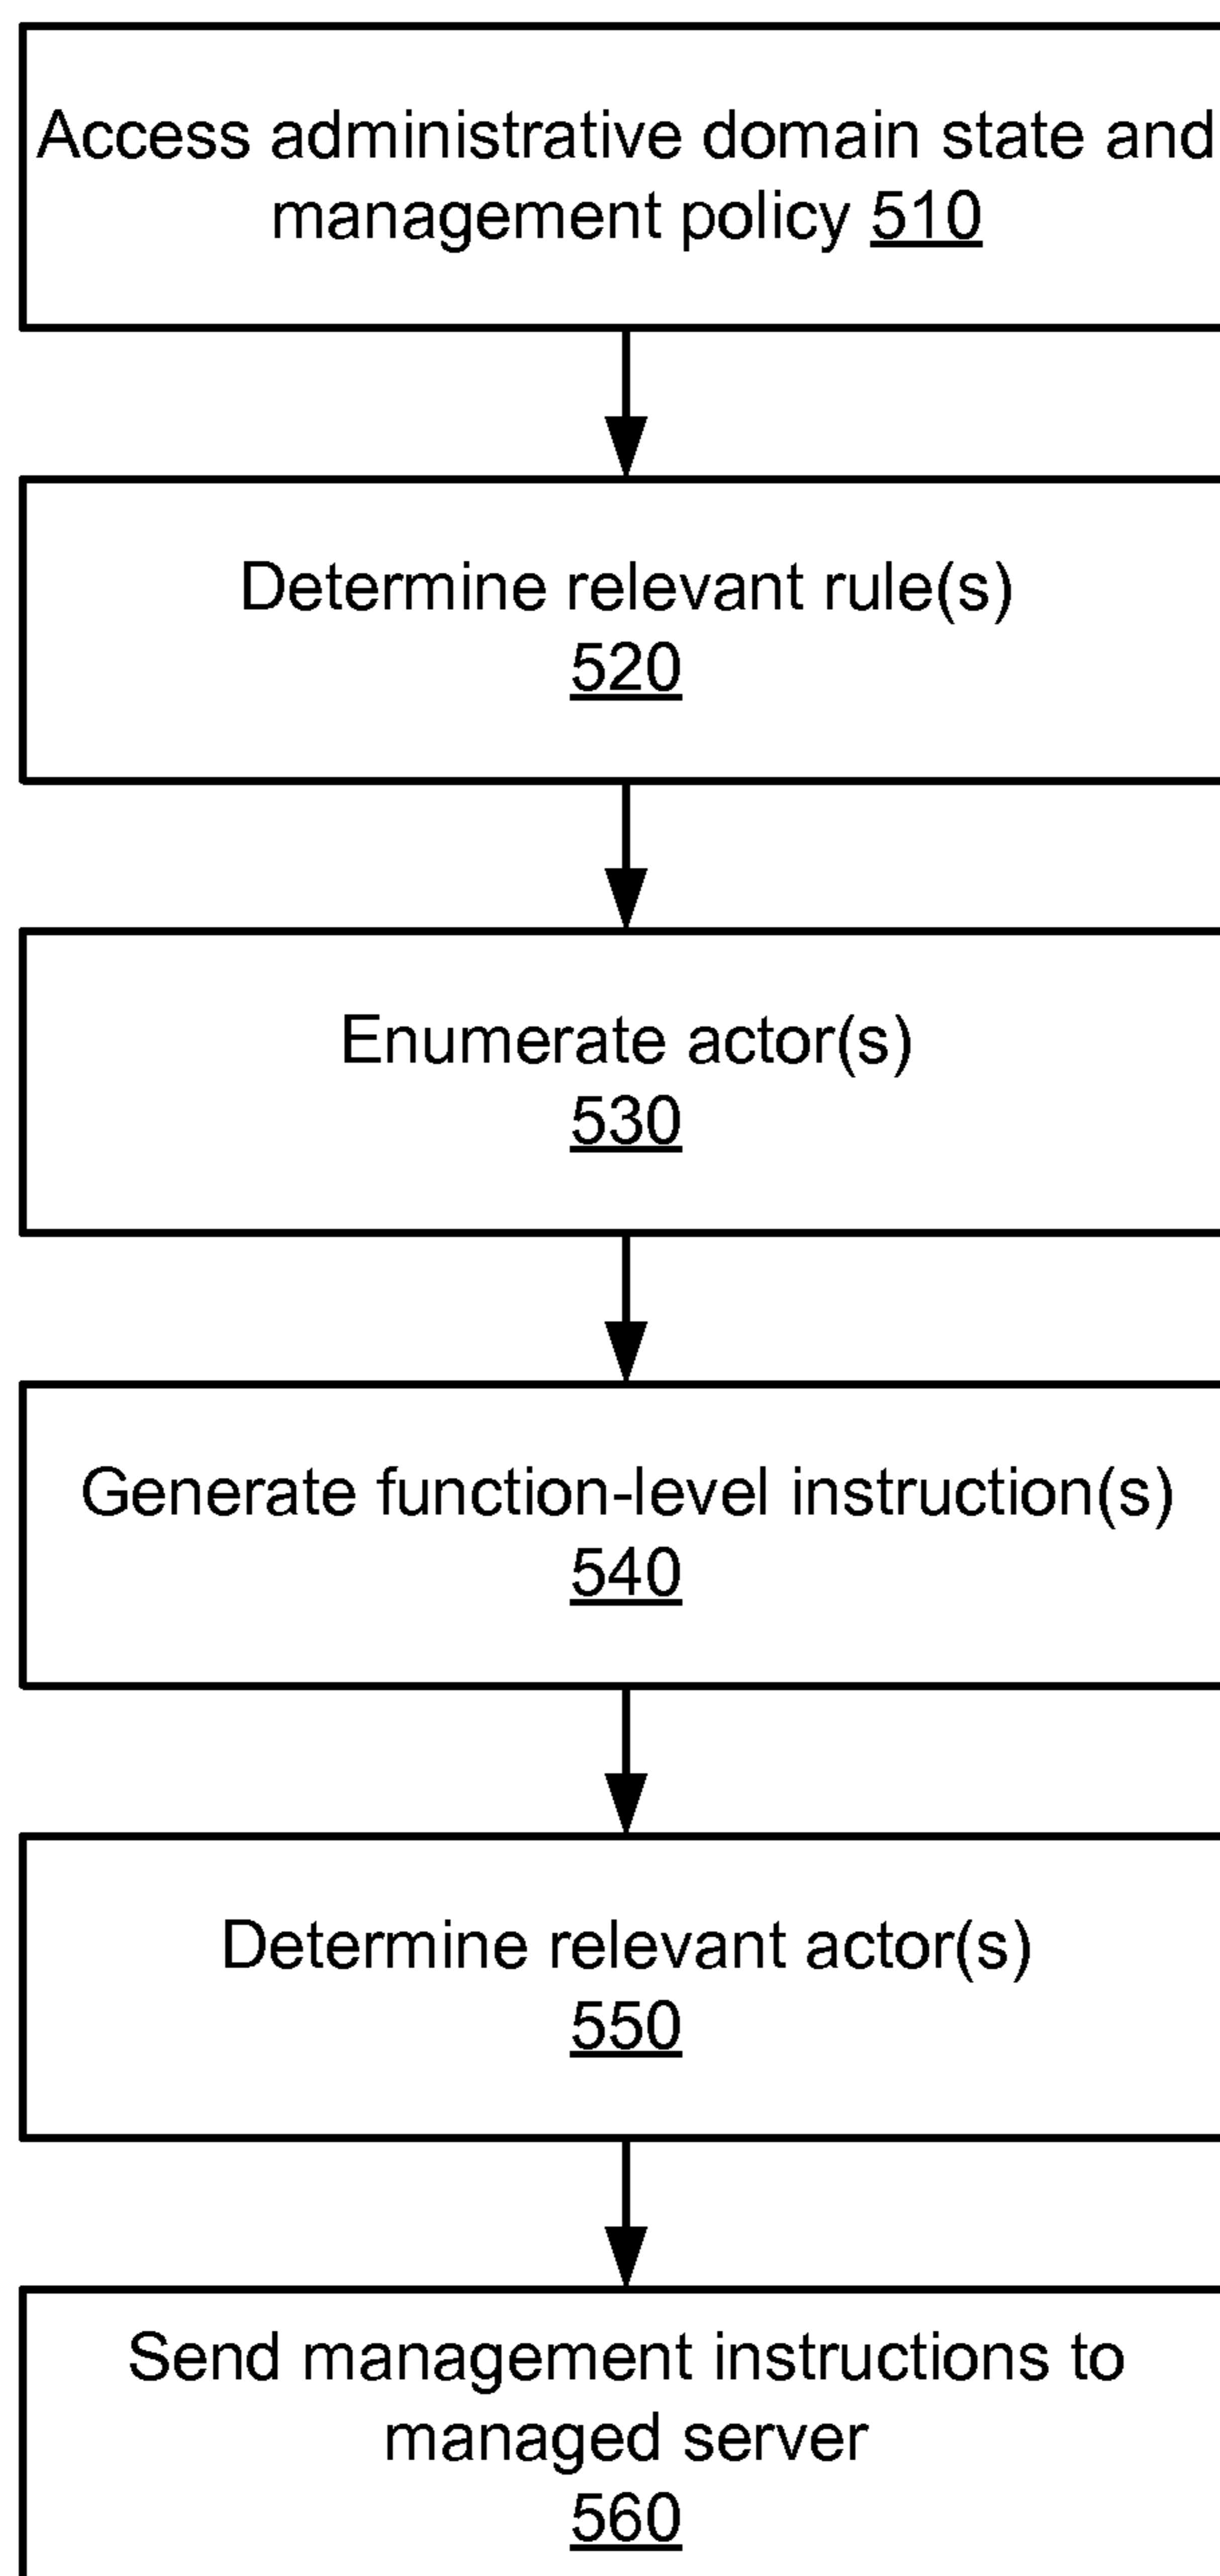 Access administrative domain state and
management policy 510
Determine relevant rule(s)
520
Enumerate actor(s)
530
Generate function-level instruction(s)
540
Determine relevant actor(s)
550
Send management instructions to
managed server
560